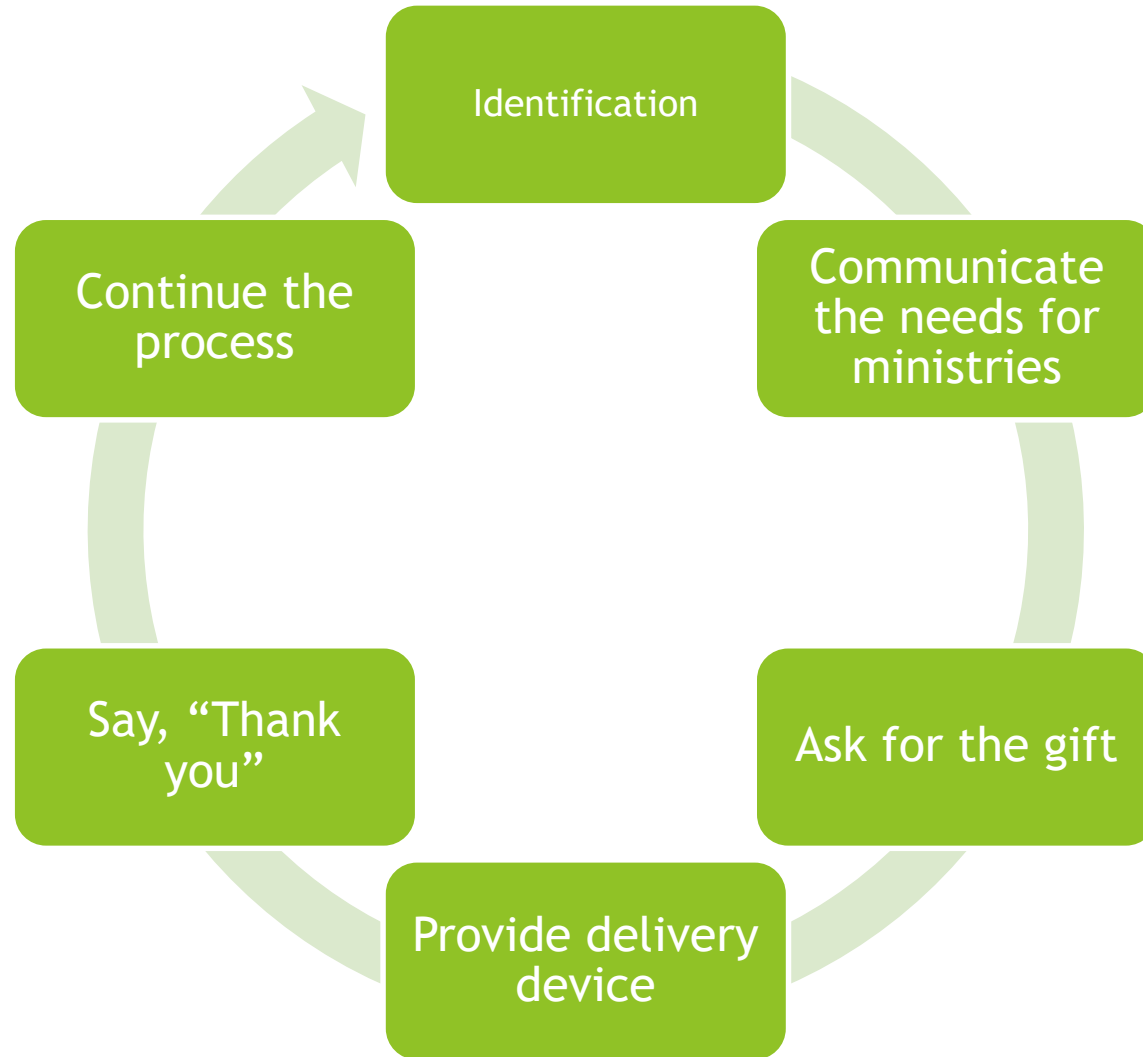 Identification
Communicate
the needs for
ministries
Ask for the gift
Provide delivery
device
Say, “Thank
you”
Continue the
process